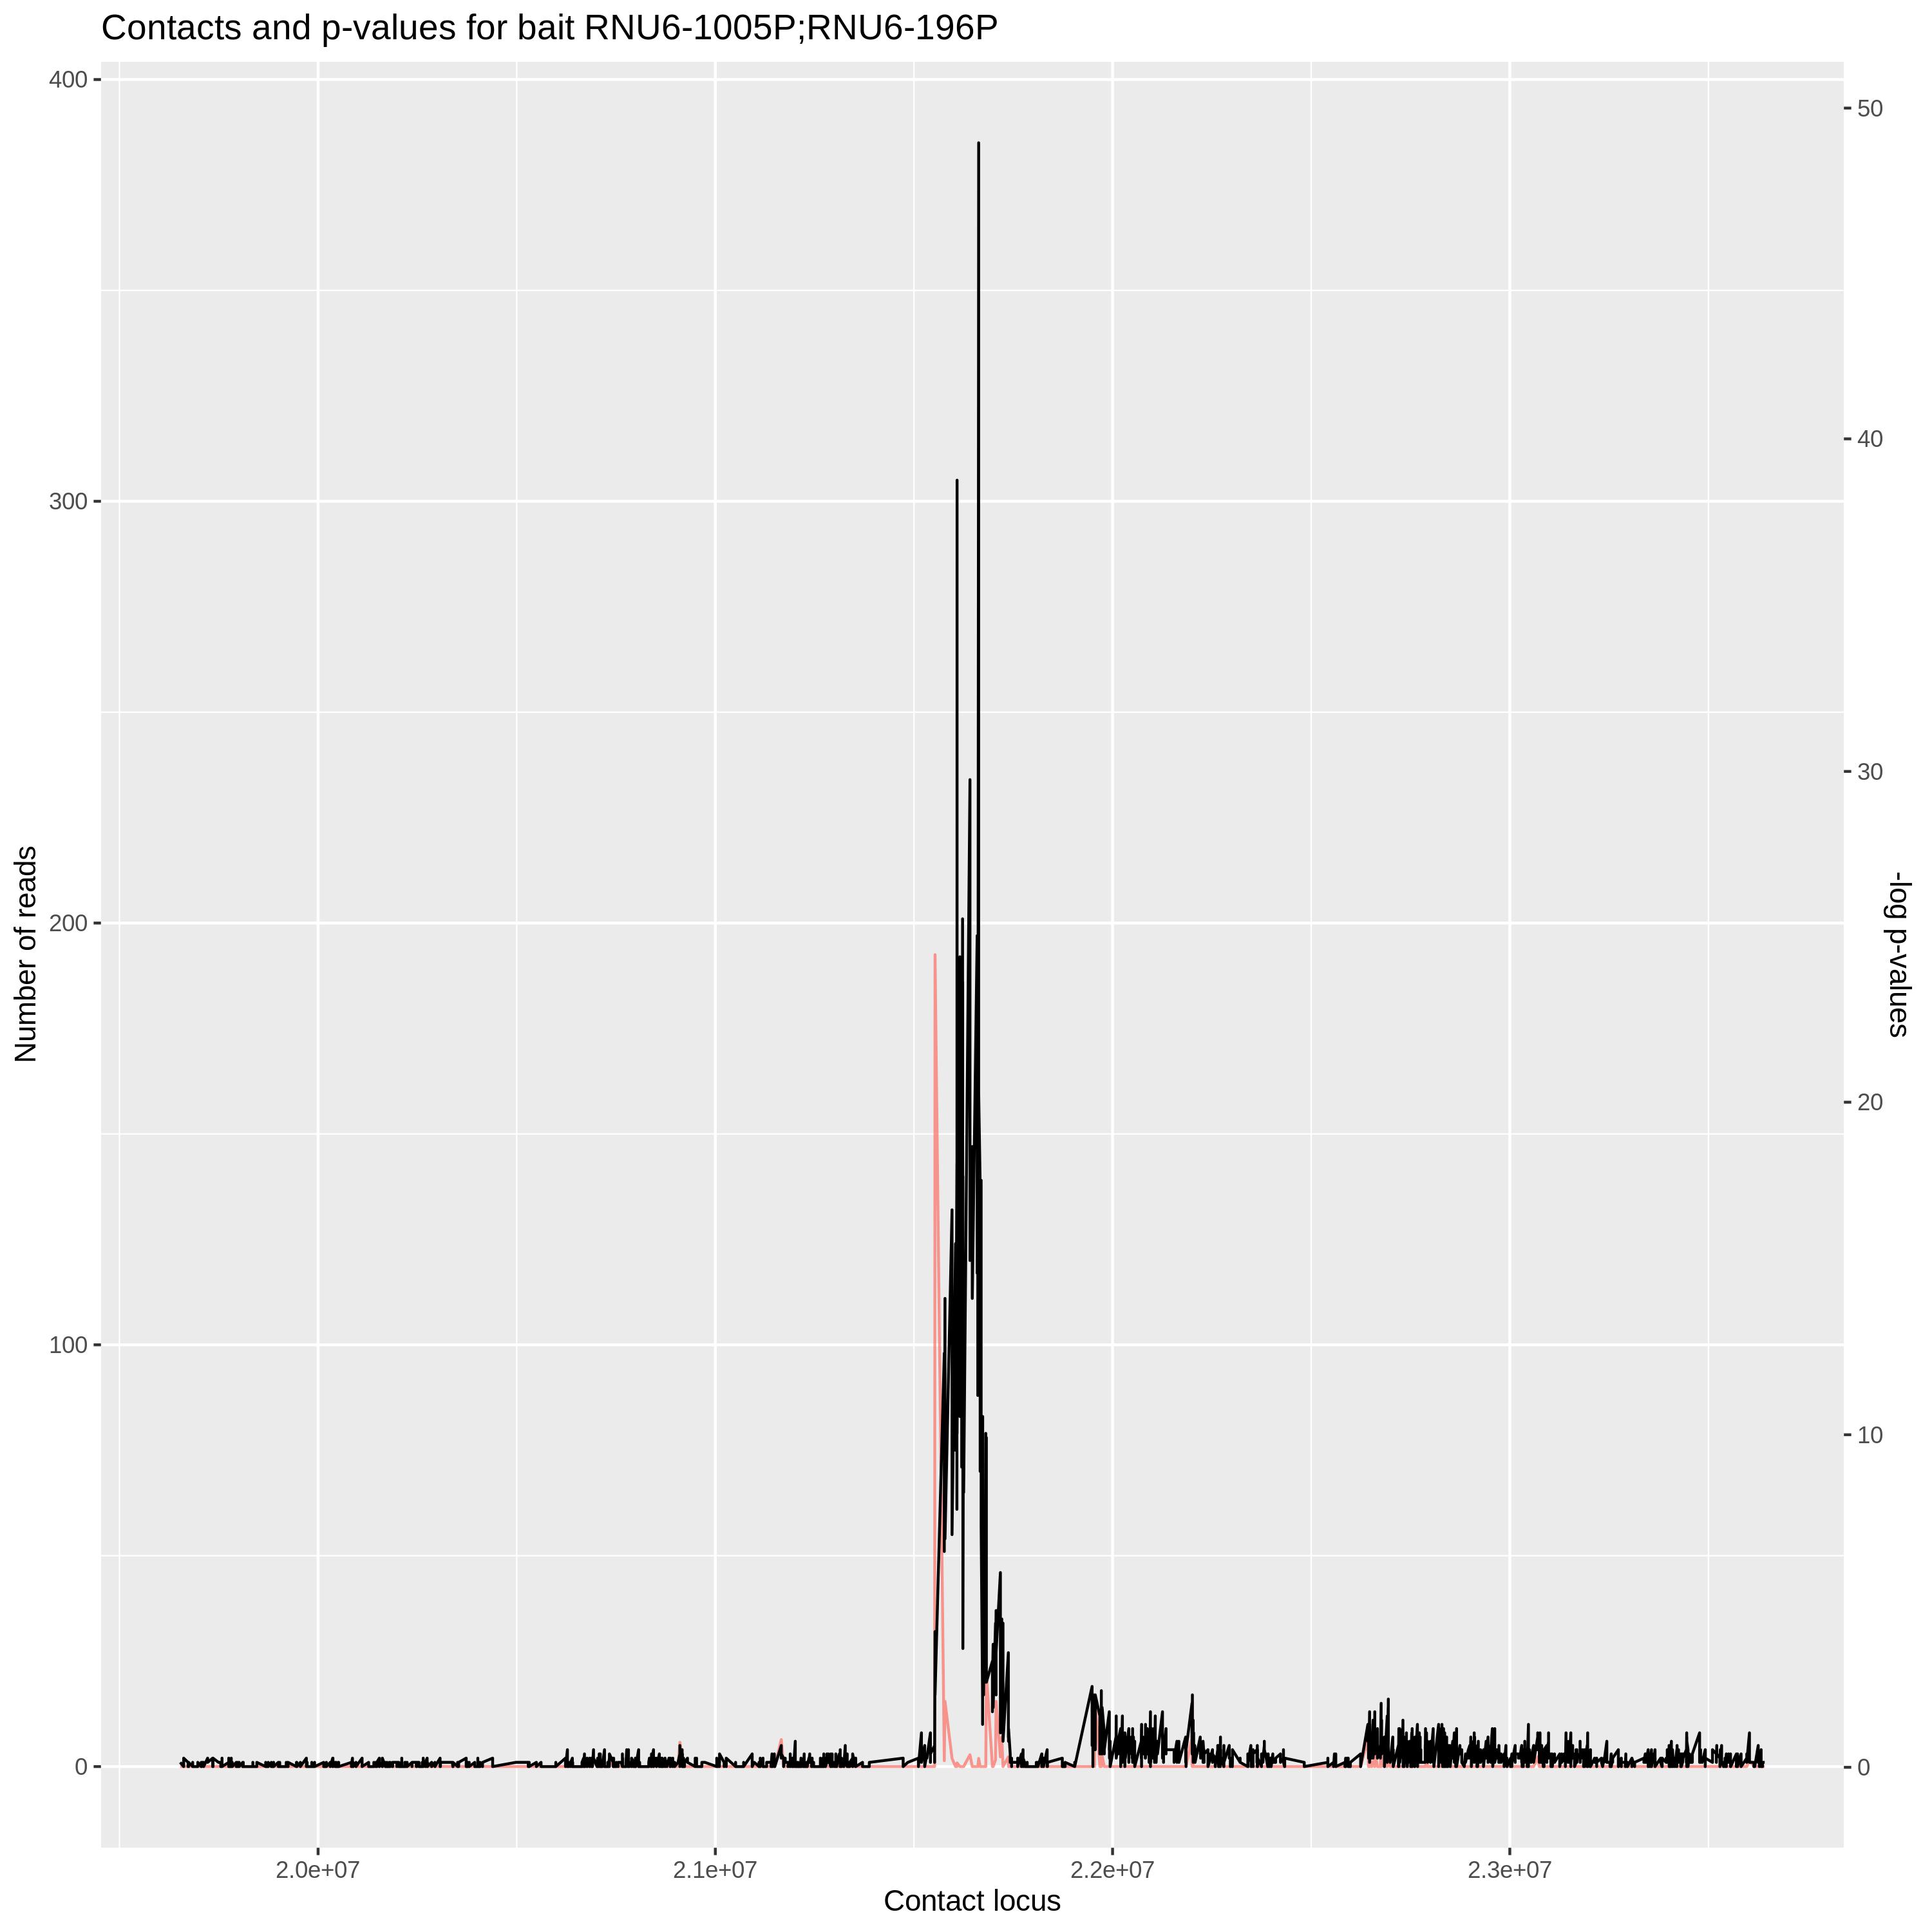 Contacts and p-values for bait RNU6-1005P;RNU6-196P
400
300
200
100
0
Number of reads
50
40
30
20
10
0
-log p-values
2.0e+07
2.1e+07
2.2e+07
2.3e+07
Contact locus